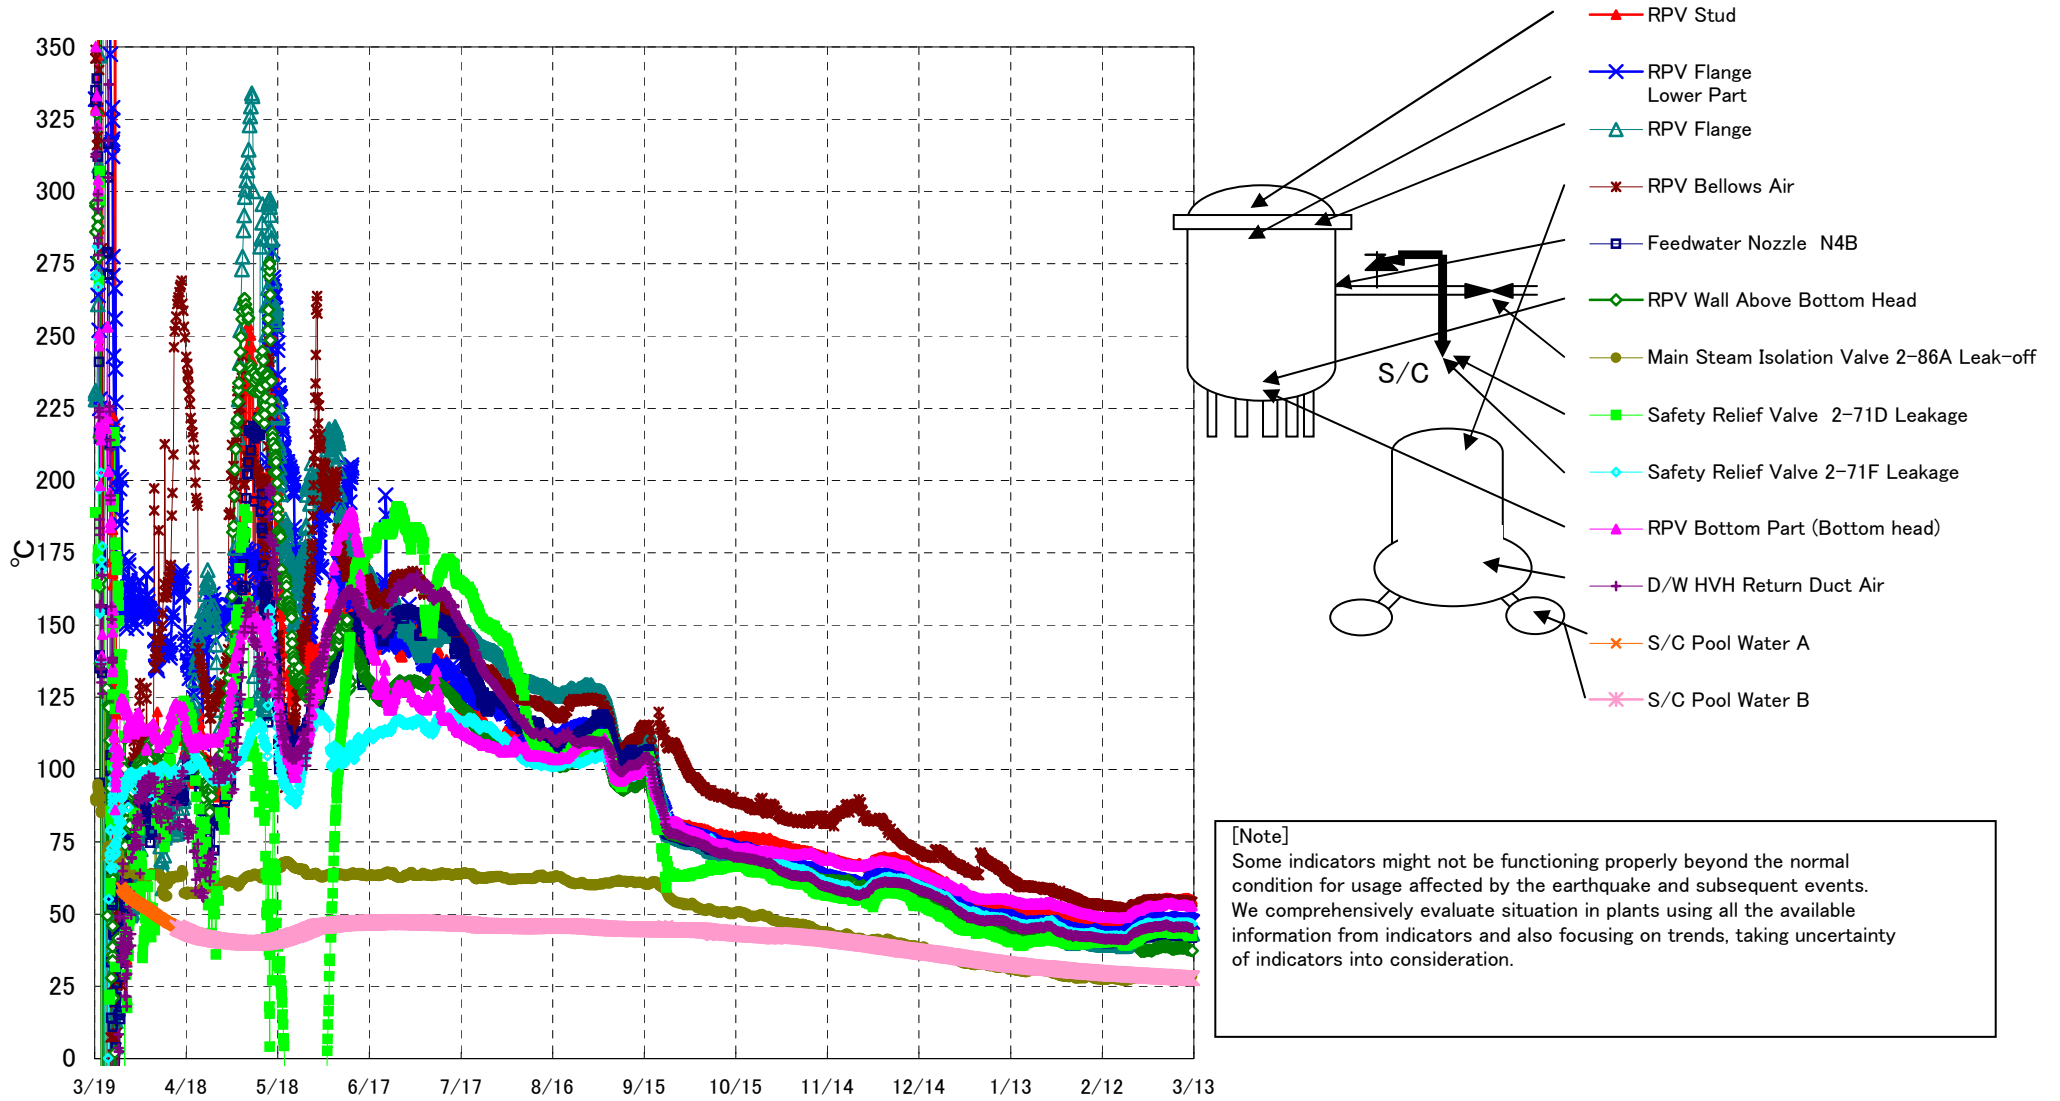 350
325
300
275
250
225
200
175
150
125
100
75
50
25
0
℃
3/19 4/18 5/18 6/17 7/17 8/16 9/15 10/15 11/14 12/14 1/13 2/12 3/13
RPV Stud
RPV Flange
Lower Part
RPV Flange
RPV Bellows Air
Feedwater Nozzle N4B
RPV Wall Above Bottom Head
Main Steam Isolation Valve 2-86A Leak-off
Safety Relief Valve 2-71D Leakage
Safety Relief Valve 2-71F Leakage
RPV Bottom Part (Bottom head)
D/W HVH Return Duct Air
S/C Pool Water A
S/C Pool Water B
S/C
[Note]
Some indicators might not be functioning properly beyond the normal
condition for usage affected by the earthquake and subsequent events.
We comprehensively evaluate situation in plants using all the available
information from indicators and also focusing on trends, taking uncertainty
of indicators into consideration.